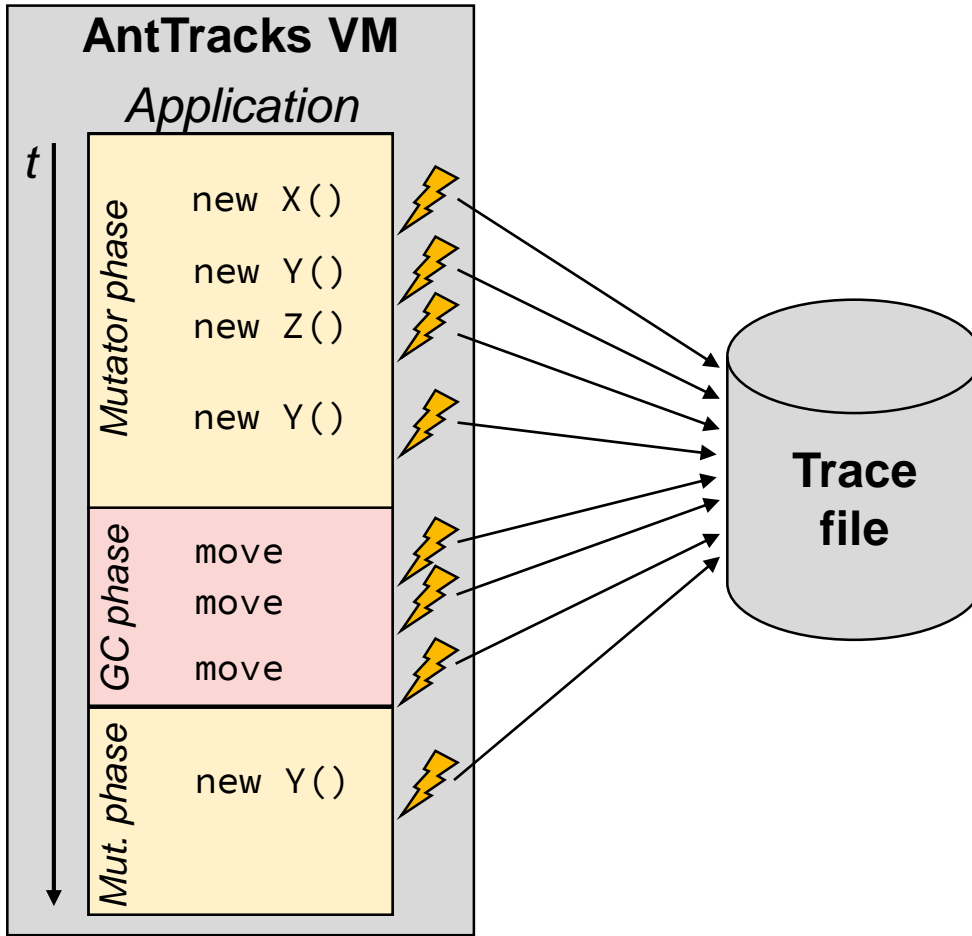 AntTracks VM
Application
t
Mutator phase
new X()
new Y()
new Z()
new Y()
GC phase
move
move
move
Mut. phase
new Y()
Trace
file